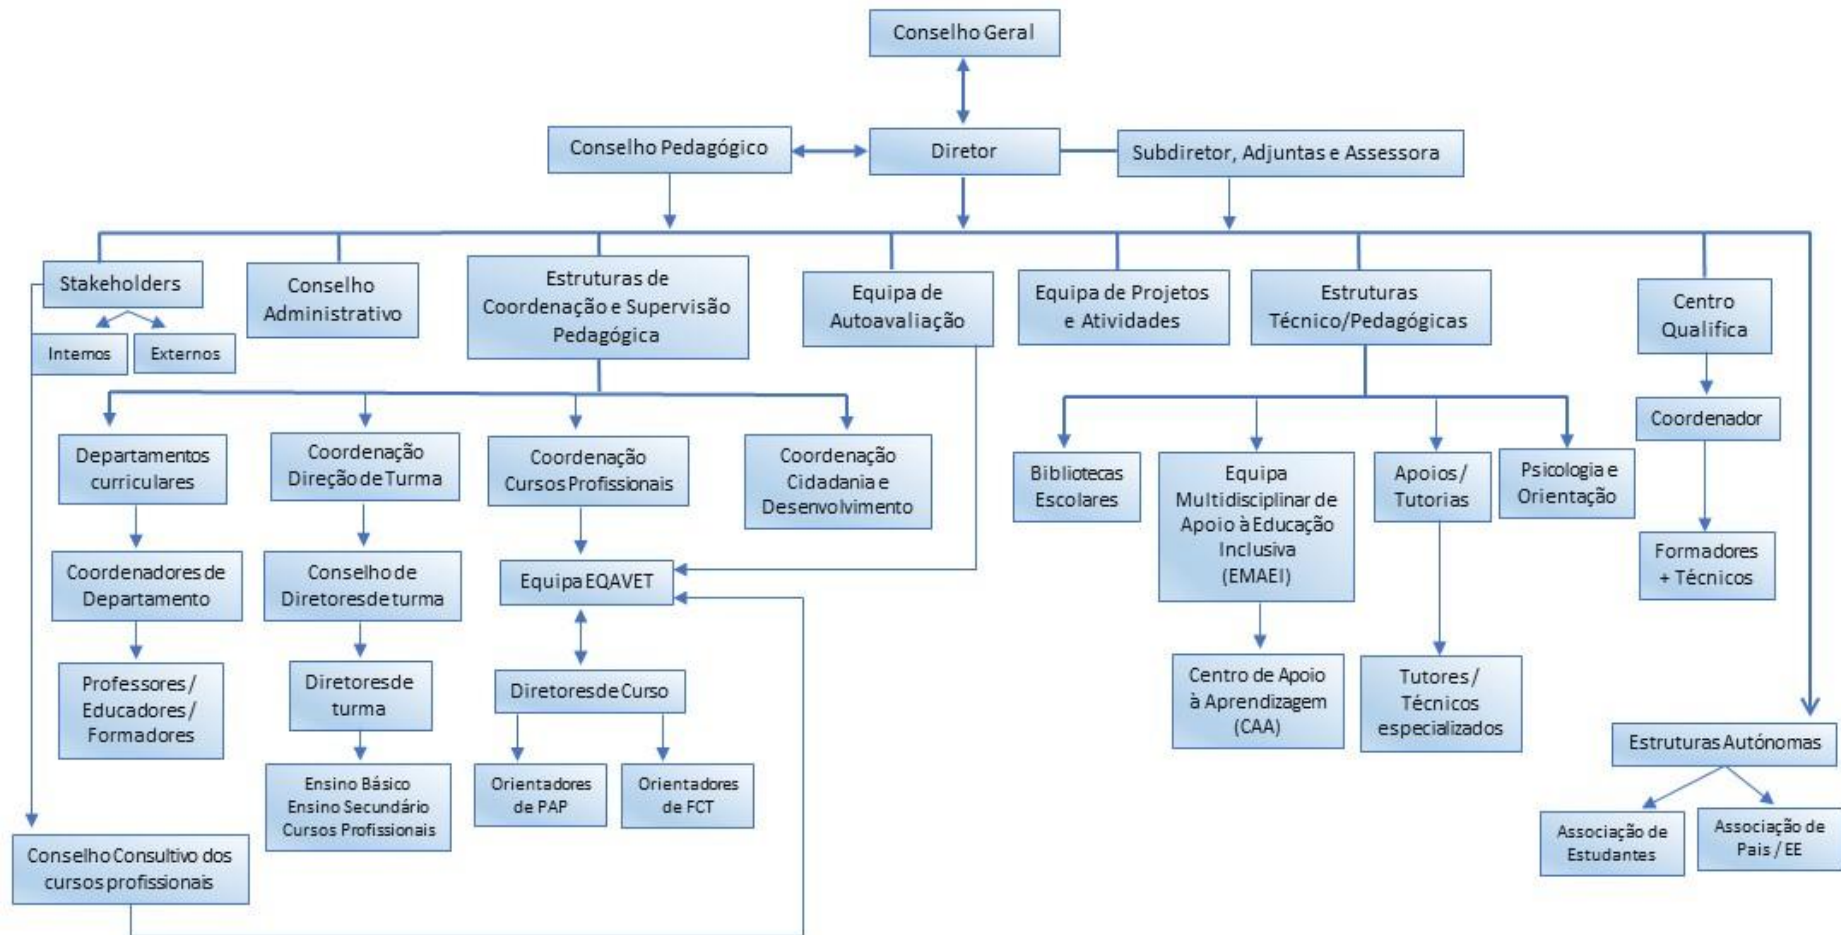 Conselho Geral
Conselho Pedagógico
Diretor
Subdiretor, Adjuntas e Assessora
Stakeholders
Internos
Externos
Conselho
Administrativo
Estruturas de
Coordenação e Supervisão
Pedagógica
Equipa de
Autoavaliação
Equipa de Projetos
e Atividades
Estruturas
Técnico/Pedagógicas
Centro
Qualifica
Departamentos
curriculares
Coordenação
Direção de Turma
Coordenação
Cursos Profissionais
Coordenação
Cidadania e
Desenvolvimento
Bibliotecas
Escolares
Equipa
Multidisciplinar de
Apoio à Educação
Inclusiva
(EMAEI)
Apoios /
Tutorias
Psicologia e
Orientação
Coordenador
Coordenadores de
Departamento
Conselho de
Diretores de turma
Equipa EQAVET
Formadores
+ Técnicos
Professores /
Educadores /
Formadores
Diretores de
turma
Diretores de Curso
Centro de Apoio
à Aprendizagem
(CAA)
Tutores /
Técnicos
especializados
Estruturas Autónomas
Ensino Básico
Ensino Secundário
Cursos Profissionais
Orientadores
de PAP
Orientadores
de FCT
Associação de
Estudantes
Associação de
Pais / EE
Conselho Consultivo dos
cursos profissionais